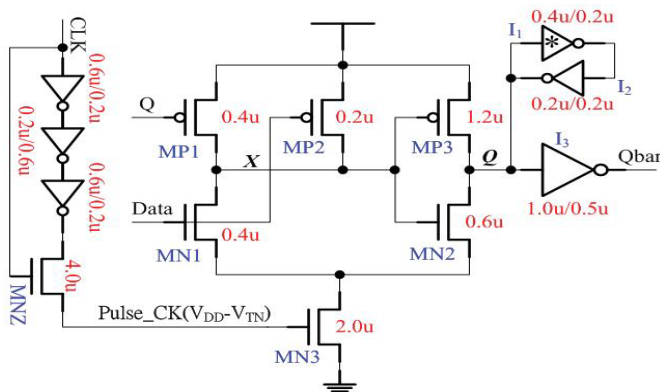 CLK
0.6u/0.2u
0.2u/0.6u
0.6u/0.2u
4.0u
MNZ
Q
MP1
0.4u
Data
MN1
0.4u
X
MP2
0.2u
MP3
1.2u
Q
MN2
0.6u
Pulse_CK(VDD-VTN)
MN3
2.0u
0.4u/0.2u
I1
*
I2
0.2u/0.2u
I3
1.0u/0.5u
Qbar